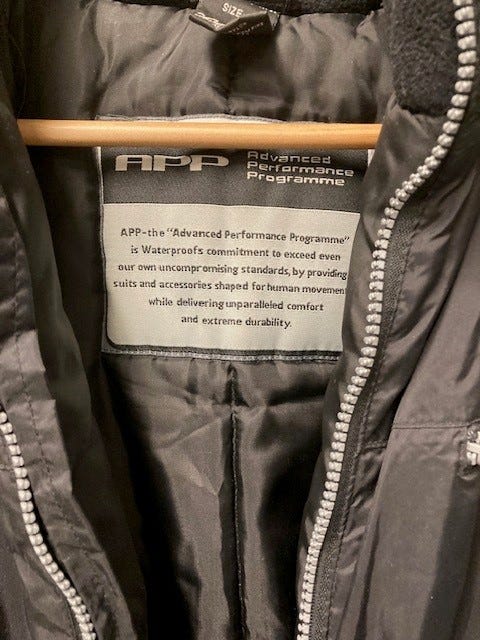 SIZE
APP
Advanced
Performance
Programme
APP-the "Advanced Performance Programme"
is Waterproofs commitment to exceed even
our own uncompromising standards, by providing
suits and accessories shaped for human movement
while delivering unparalleled comfort
and extreme durability.